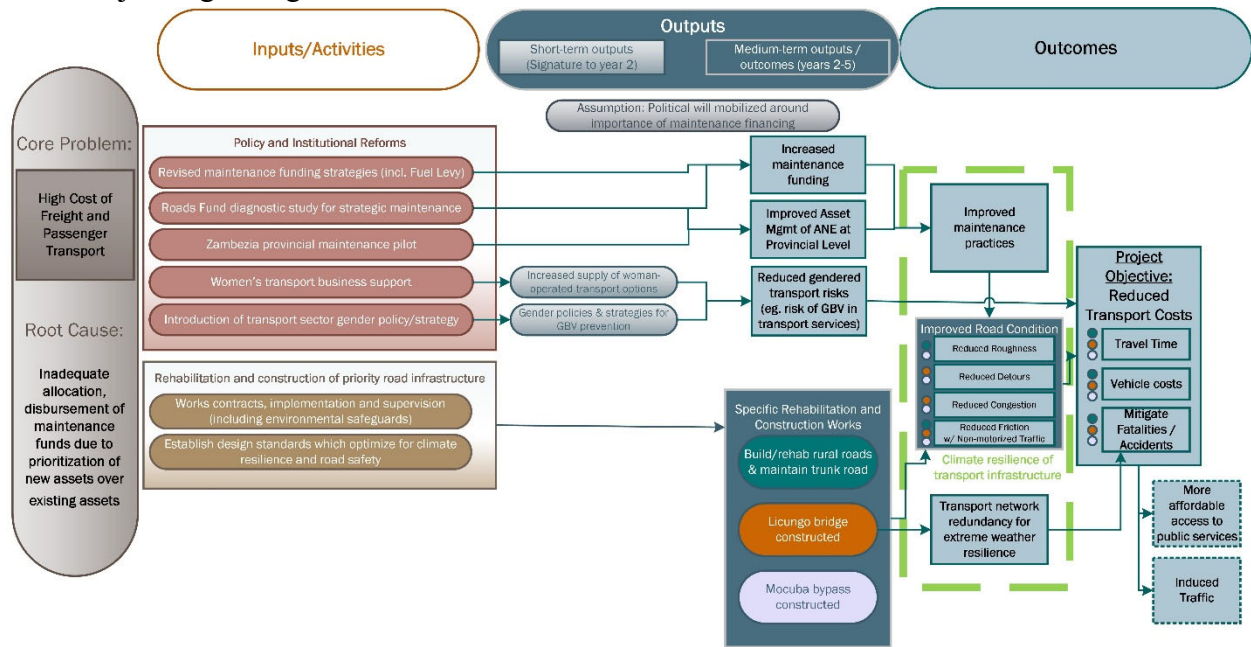 Inputs/Activities
Outputs
Short-term outputs
(Signature to year 2)
Medium-term outputs /
outcomes (years 2-5)
Outcomes
Assumption: Political will mobilized around
importance of maintenance financing
Core Problem:
High Cost of
Freight and
Passenger
Transport
Root Cause:
Inadequate
allocation,
disbursement of
maintenance
funds due to
prioritization of
new assets over
existing assets
Policy and Institutional Reforms
Revised maintenance funding strategies (incl. Fuel Levy)
Roads Fund diagnostic study for strategic maintenance
Zambezia provincial maintenance pilot
Women's transport business support
Introduction of transport sector gender policy/strategy
Increased supply of woman-
operated transport options
Gender policies & strategies for
GBV prevention
Increased
maintenance
funding
Improved Asset
Mgmt of ANE at
Provincial Level
Reduced gendered
transport risks
(eg. risk of GBV in
transport services)
Rehabilitation and construction of priority road infrastructure
Works contracts, implementation and supervision
(including environmental safeguards)
Establish design standards which optimize for climate
resilience and road safety
Specific Rehabilitation and
Construction Works
Build/rehab rural roads
& maintain trunk road
Licungo bridge
constructed
Mocuba bypass
constructed
Improved
maintenance
practices
Improved Road Condition
Reduced Roughness
Reduced Detours
Reduced Congestion
Reduced Friction
w/ Non-motorized Traffic
Climate resilience of
transport infrastructure
Transport network
redundancy for
extreme weather
resilience
Project
Objective:
Reduced
Transport Costs
Travel Time
Vehicle costs
Mitigate
Fatalities /
Accidents
More
affordable
access to
public services
Induced
Traffic